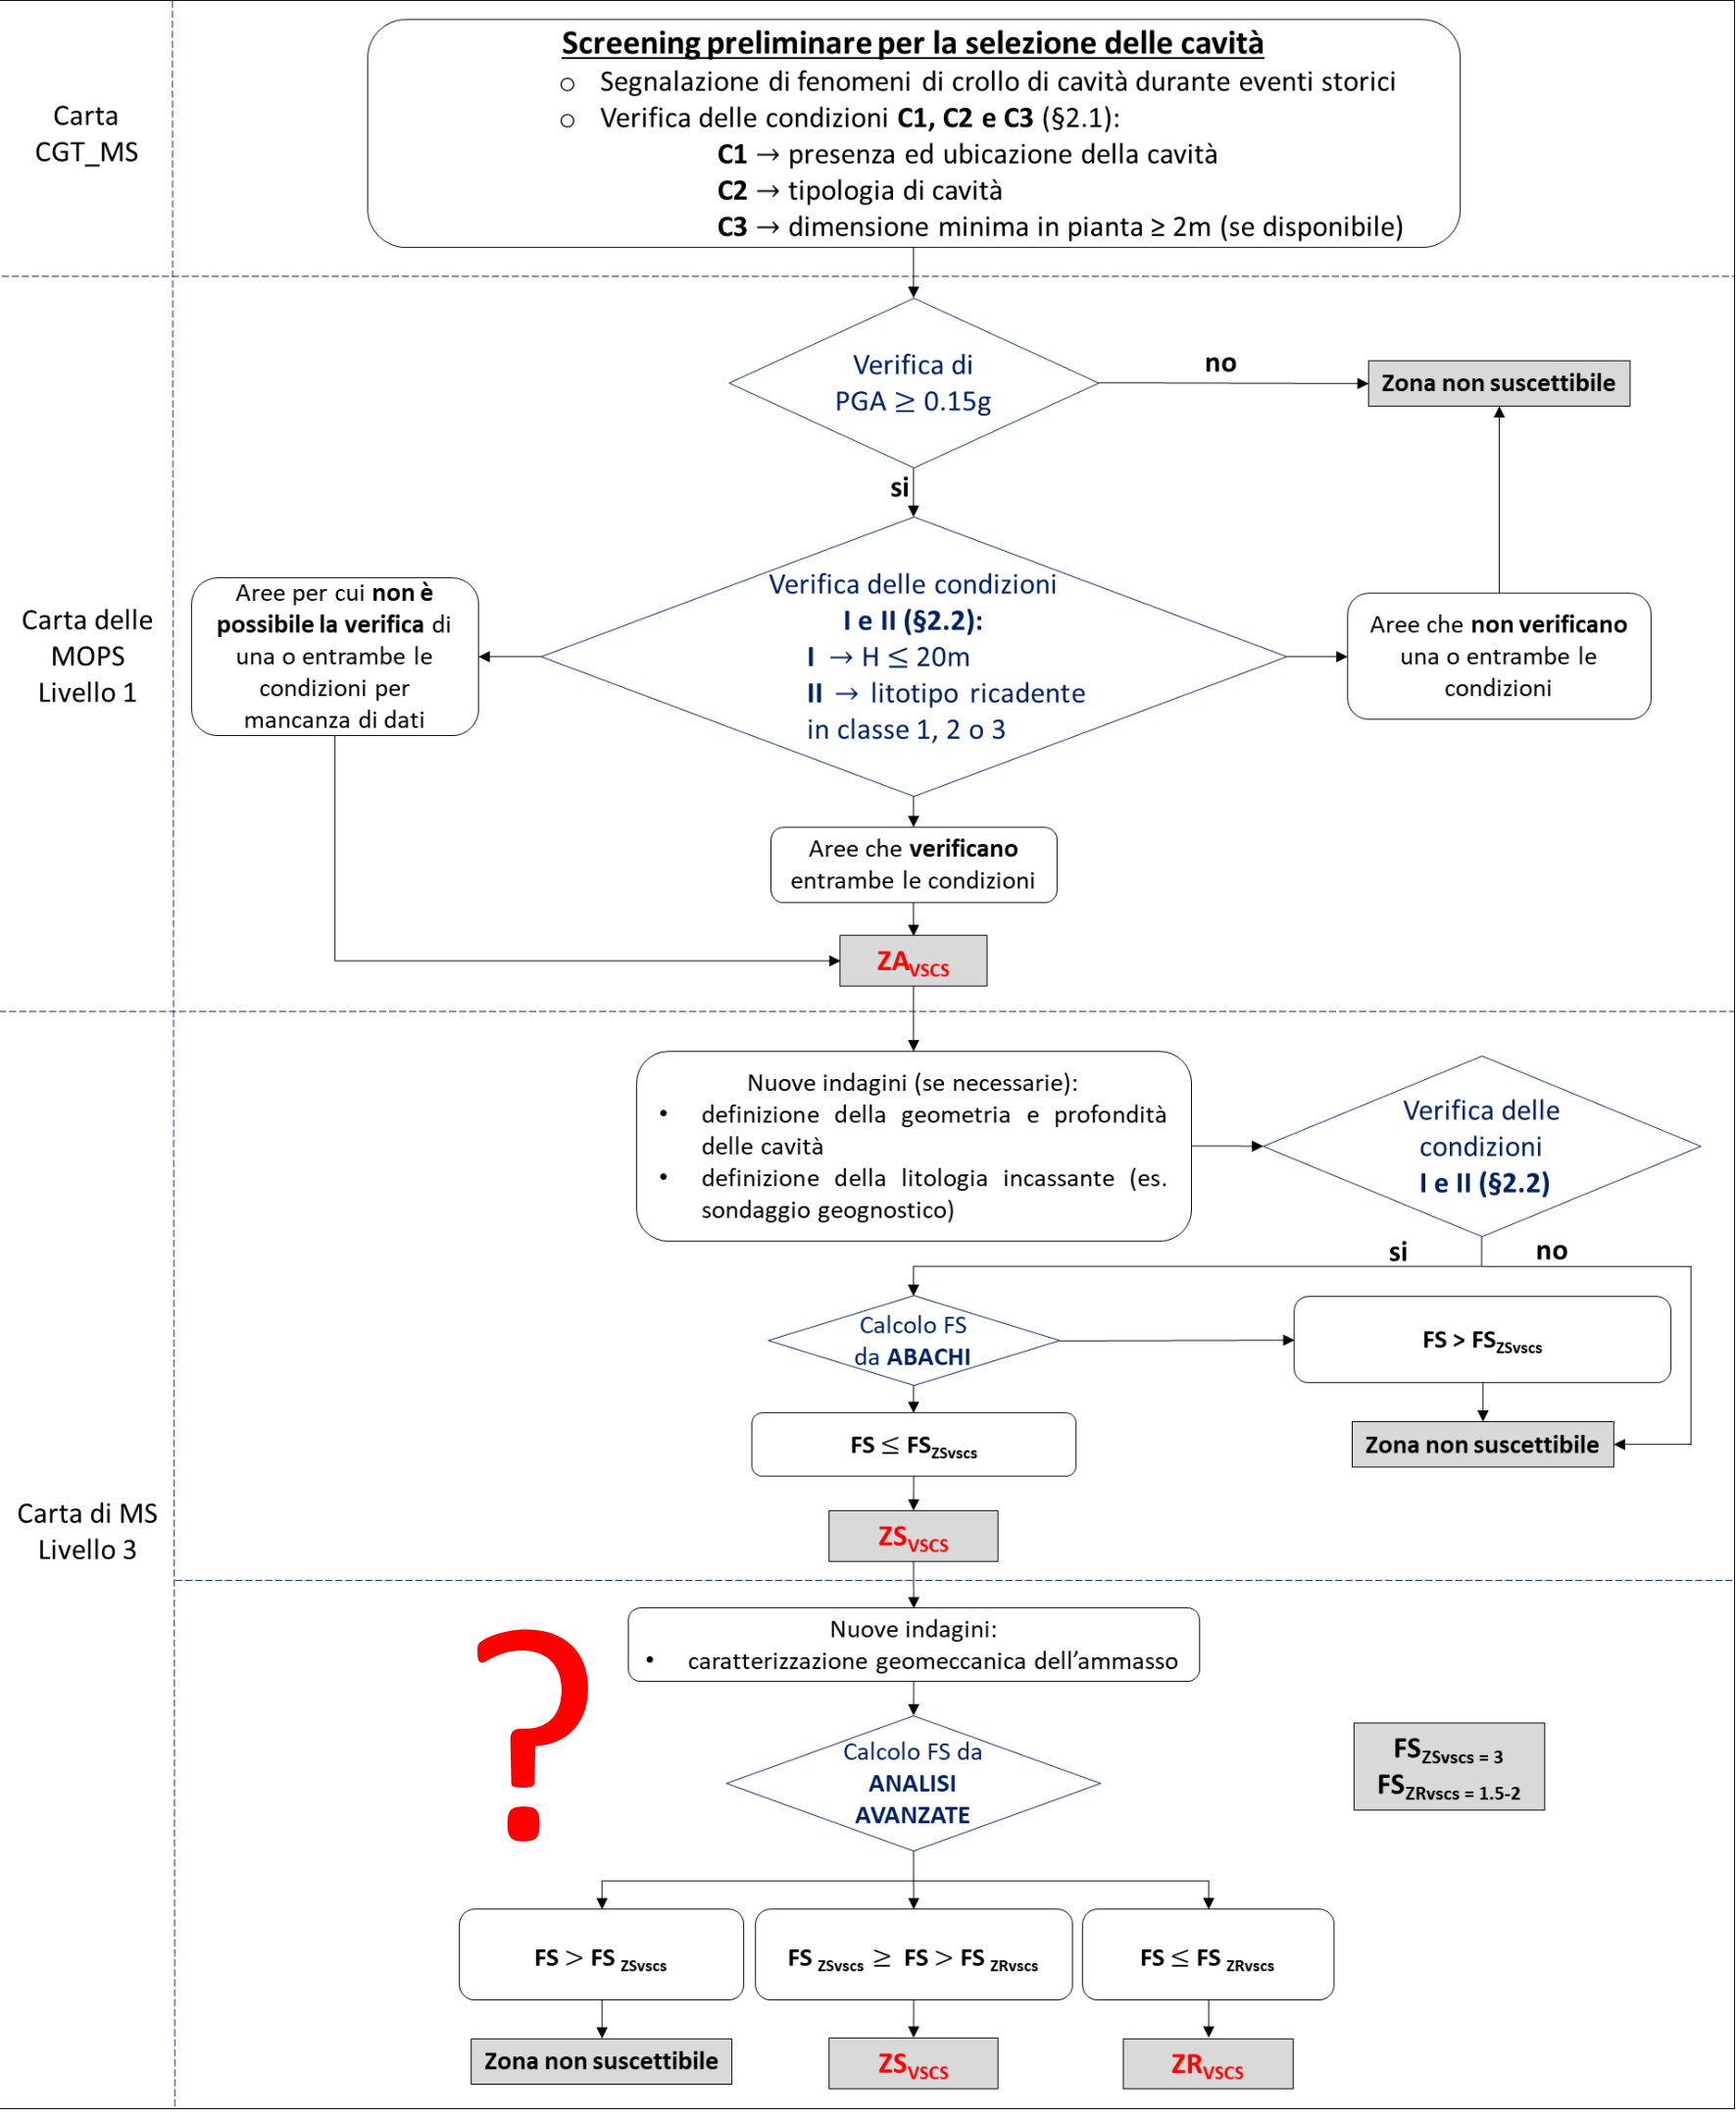 Screening preliminare per la selezione delle cavità
○ Segnalazione di fenomeni di crollo di cavità durante eventi storici
○ Verifica delle condizioni C1, C2 e C3 (§2.1):
C1 → presenza ed ubicazione della cavità
C2 → tipologia di cavità
C3 → dimensione minima in pianta ≥ 2m (se disponibile)
Carta
CGT_MS
Verifica di
PGA ≥ 0.15g
no
Zona non suscettibile
si
Carta delle
MOPS
Livello 1
Aree per cui non è
possibile la verifica di
una o entrambe le
condizioni per
mancanza di dati
Verifica delle condizioni
I e II (§2.2):
I → H ≤ 20m
II → litotipo ricadente
in classe 1, 2 o 3
Aree che non verificano
una o entrambe le
condizioni
Aree che verificano
entrambe le condizioni
ZAVSCS
Nuove indagini (se necessarie):
• definizione della geometria e profondità
delle cavità
• definizione della litologia incassante (es.
sondaggio geognostico)
Verifica delle
condizioni
I e II (§2.2)
si
no
Calcolo FS
da ABACHI
FS > FSZSvscs
FS ≤ FSZSvscs
Zona non suscettibile
ZSVSCS
Carta di MS
Livello 3
Nuove indagini:
• caratterizzazione geomeccanica dell’ammasso
?
Calcolo FS da
ANALISI
AVANZATE
FSZSvscs = 3
FSZRvscs = 1.5-2
FS > FS ZSvscs
FS ZSvscs ≥ FS > FS ZRvscs
FS ≤ FS ZRvscs
Zona non suscettibile
ZSVSCS
ZRVSCS